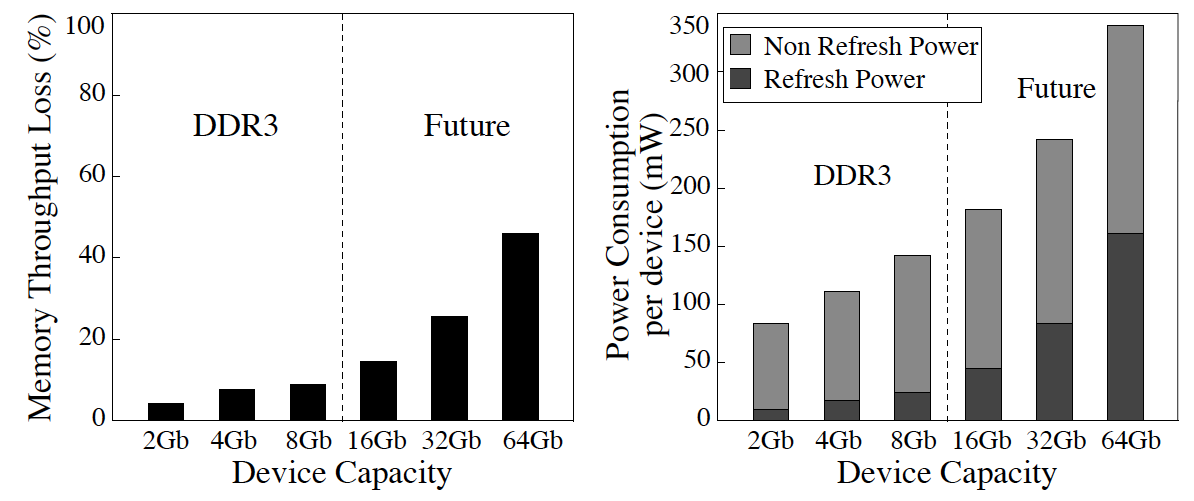 Memory Throughput Loss (%)
100
80
60
40
20
0
DDR3
Future
2Gb 4Gb 8Gb 16Gb 32Gb 64Gb
Device Capacity
Power Consumption
per device (mW)
350
300
250
200
150
100
50
0
Non Refresh Power
Refresh Power
DDR3
Future
2Gb 4Gb 8Gb 16Gb 32Gb 64Gb
Device Capacity